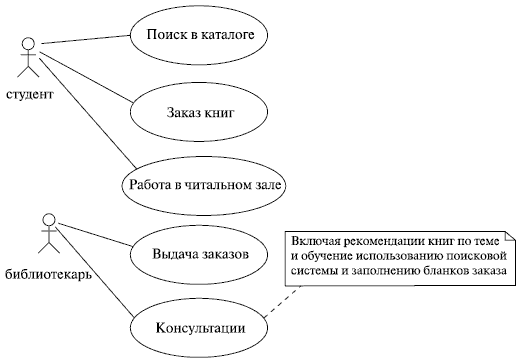 Поиск в каталоге
студент
Заказ книг
Работа в читальном зале
Выдача заказов
библиотекарь
Включая рекомендации книг по теме
и обучение использованию поисковой
системы и заполнению бланков заказа
Консультации